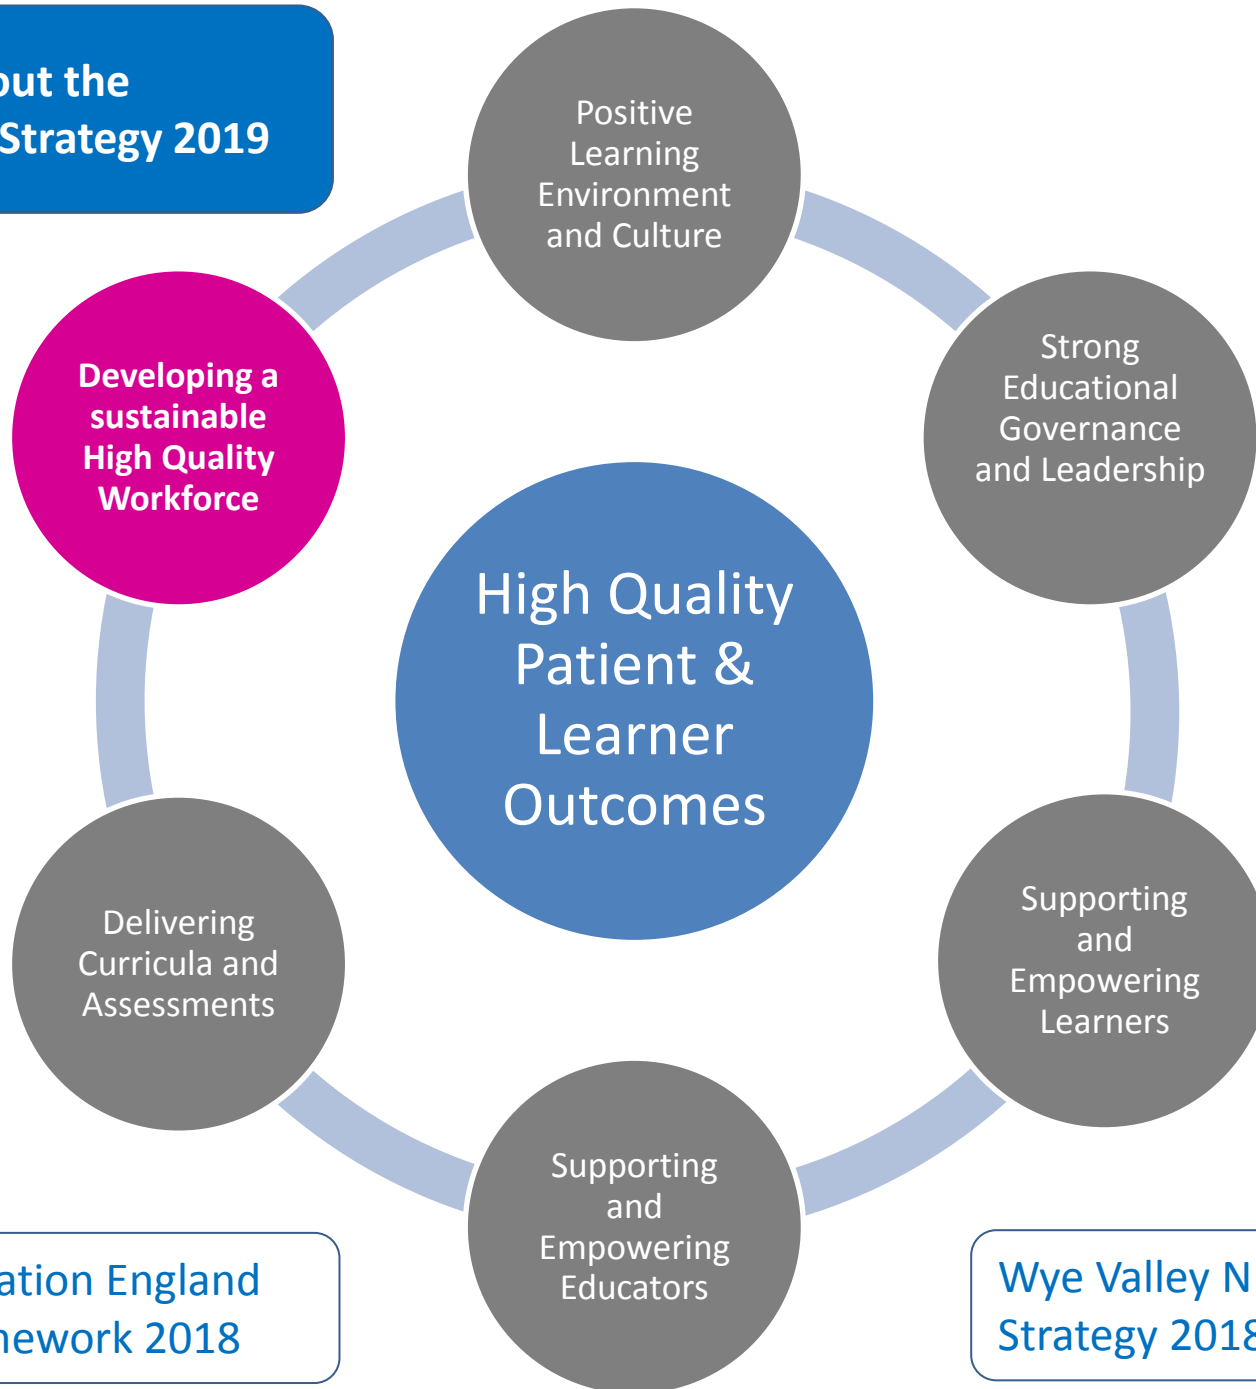 out the
Strategy 2019
Positive
Learning
Environment
and Culture
Developing a
sustainable
High Quality
Workforce
Strong
Educational
Governance
and Leadership
High Quality
Patient &
Learner
Outcomes
Delivering
Curricula and
Assessments
Supporting
and
Empowering
Learners
Supporting
and
Empowering
Educators
ation England
nework 2018
Wye Valley N
Strategy 2018